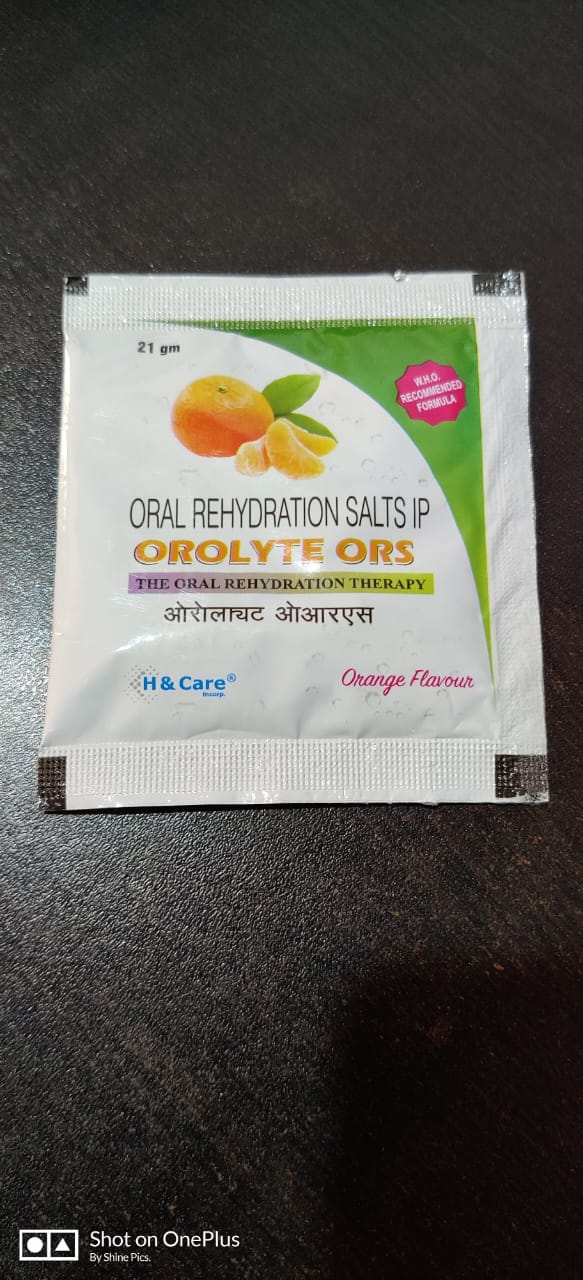 21 gm
W.H.O.
RECOMMENDED
FORMULA
ORAL REHYDRATION SALTS IP
OROLYTE ORS
THE ORAL REHYDRATION THERAPY
ओरोलाय्ट ओआरएस
H & Care®
Incorp.
Orange Flavour
Shot on OnePlus
By Shine Pics.